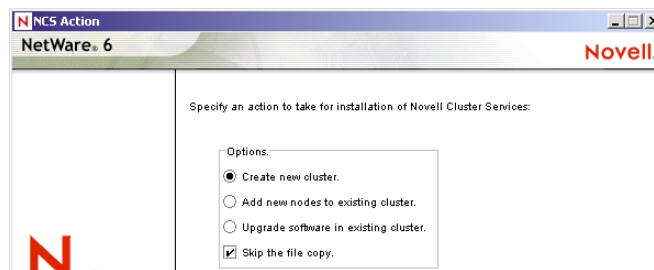 NCS Action
NetWare® 6
Novell.
Specify an action to take for installation of Novell Cluster Services:
Options.
Create new cluster.
Add new nodes to existing cluster.
Upgrade software in existing cluster.
Skip the file copy.
N